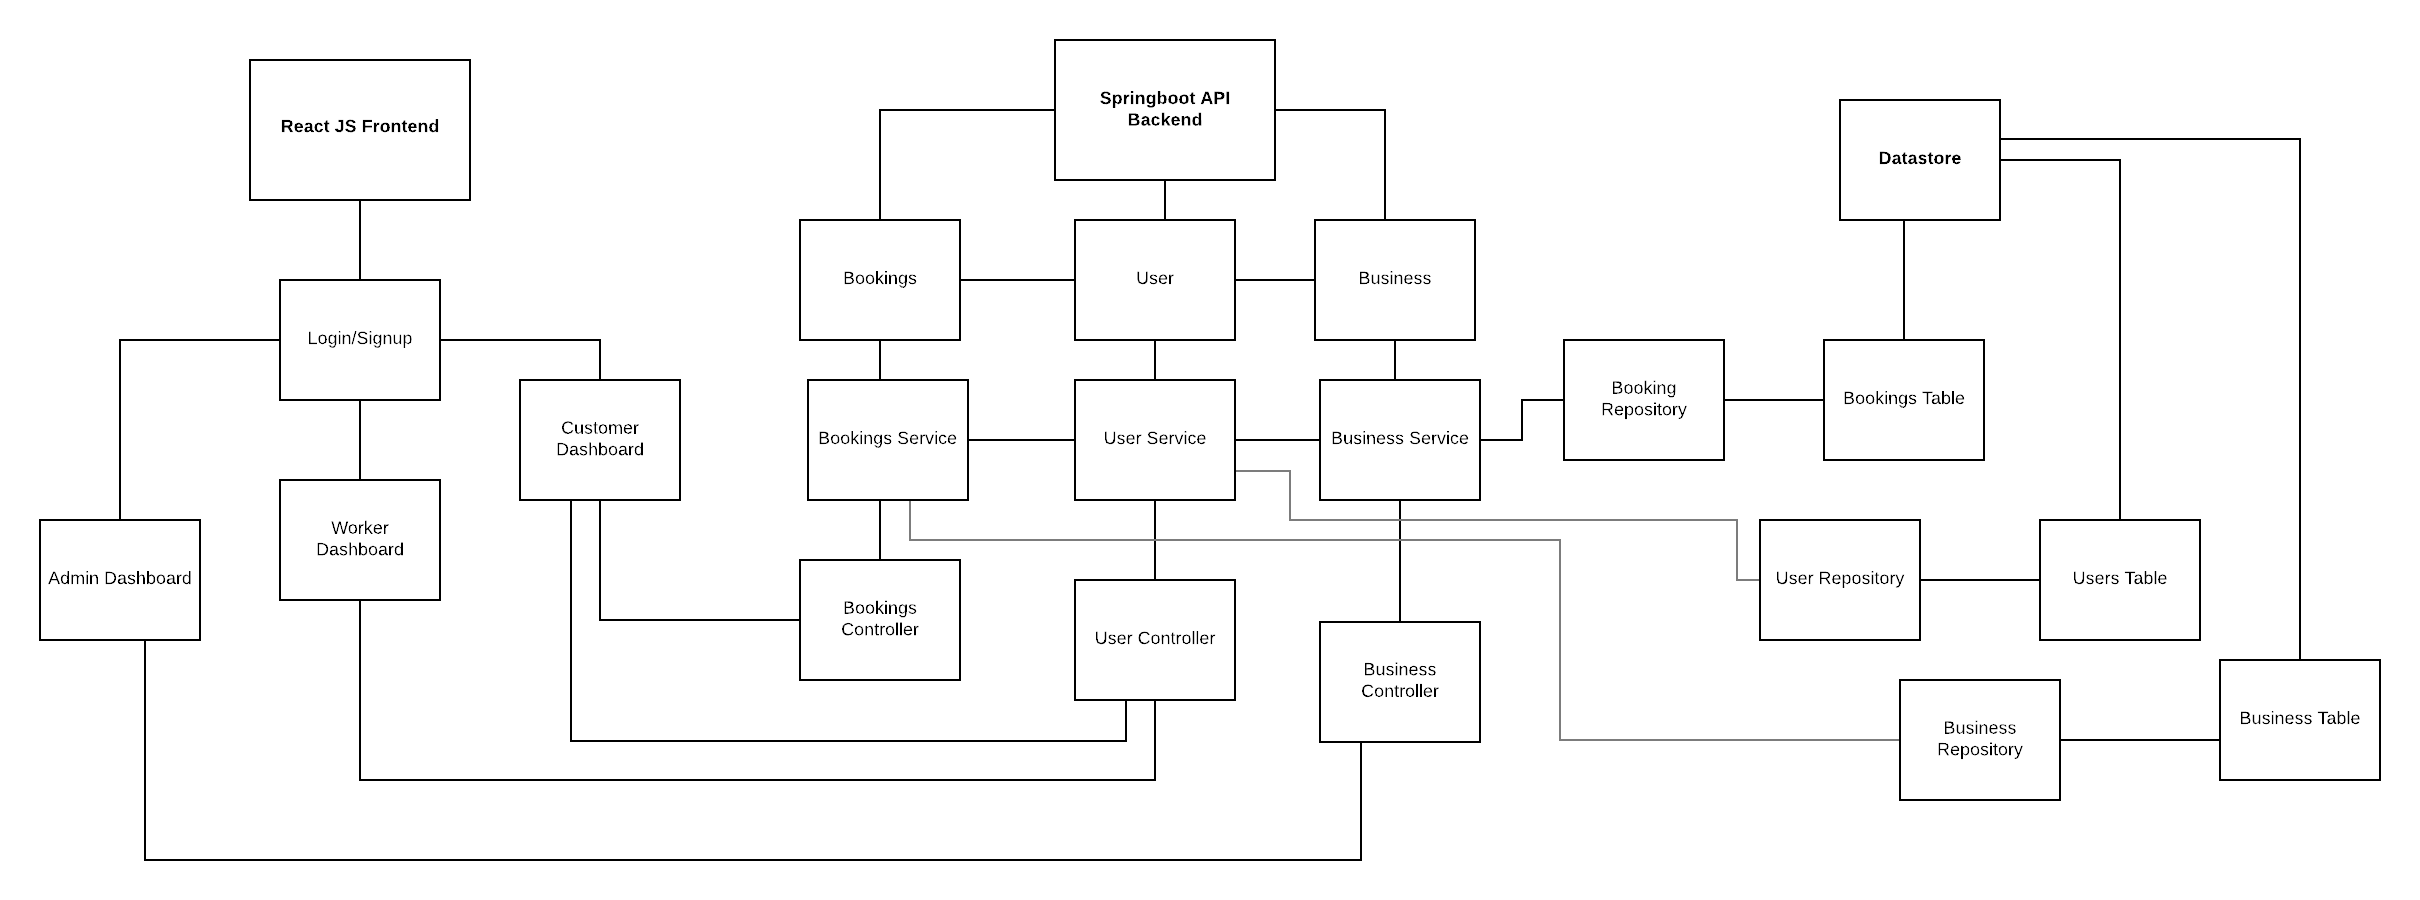 React JS Frontend
Login/Signup
Customer
Dashboard
Worker
Dashboard
Admin Dashboard
Springboot API
Backend
Bookings
User
Business
Bookings Service
User Service
Business Service
Bookings
Controller
User Controller
Business
Controller
Datastore
Booking
Repository
Bookings Table
User Repository
Users Table
Business
Repository
Business Table